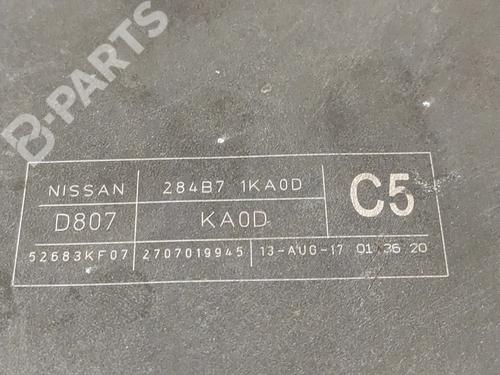 B-PARTS
NISSAN 284B7 1KA0D C5
D807 KA0D
52683KF07 2707019945 13-AUG-17 01:36:20